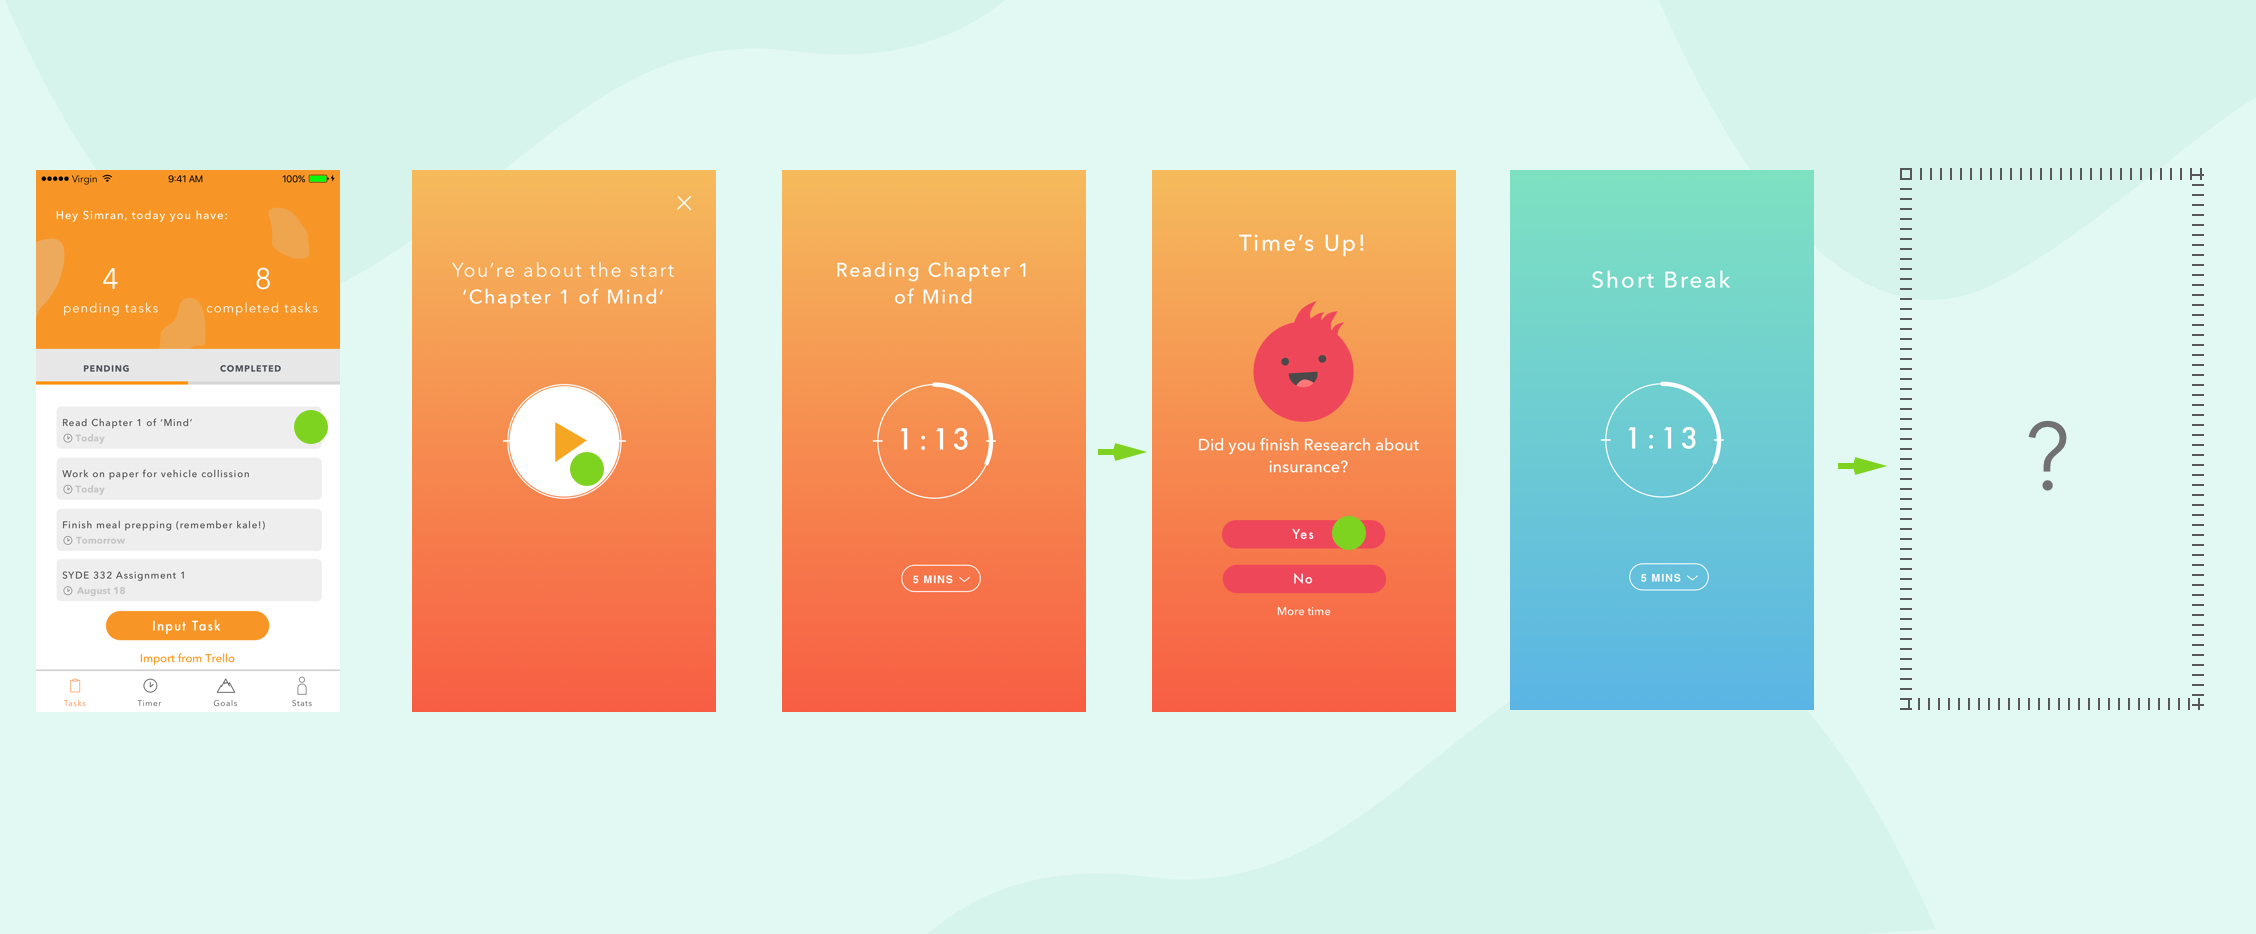 Virgin 9:41 AM 100%
Hey Simran, today you have:
4 8
pending tasks completed tasks
PENDING COMPLETED
Read Chapter 1 of ‘Mind’
Today
Work on paper for vehicle collission
Today
Finish meal prepping (remember kale!)
Tomorrow
SYDE 332 Assignment 1
August 18
Input Task
Import from Trello
Tasks Timer Goals Stats
You’re about the start
‘Chapter 1 of Mind’
Reading Chapter 1
of Mind
1:13
5 MINS
Time’s Up!
Did you finish Research about
insurance?
Yes
No
More time
Short Break
1:13
5 MINS
?